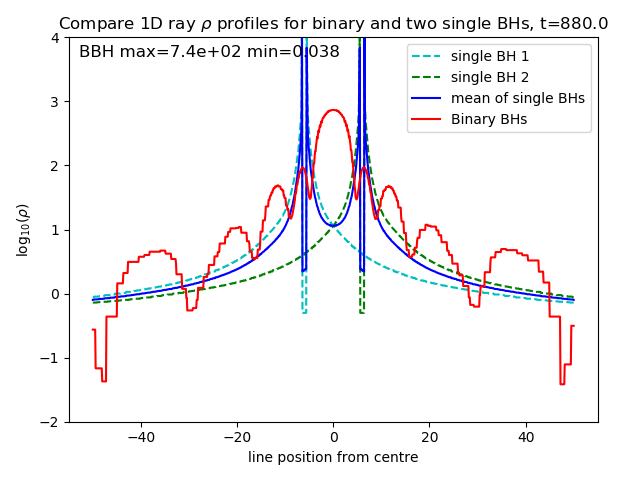 Compare 1D ray ρ profiles for binary and two single BHs, t=880.0
BBH max=7.4e+02 min=0.038
single BH 1
single BH 2
mean of single BHs
Binary BHs
log₁₀(ρ)
4
3
2
1
0
−1
−2
−40 −20 0 20 40
line position from centre